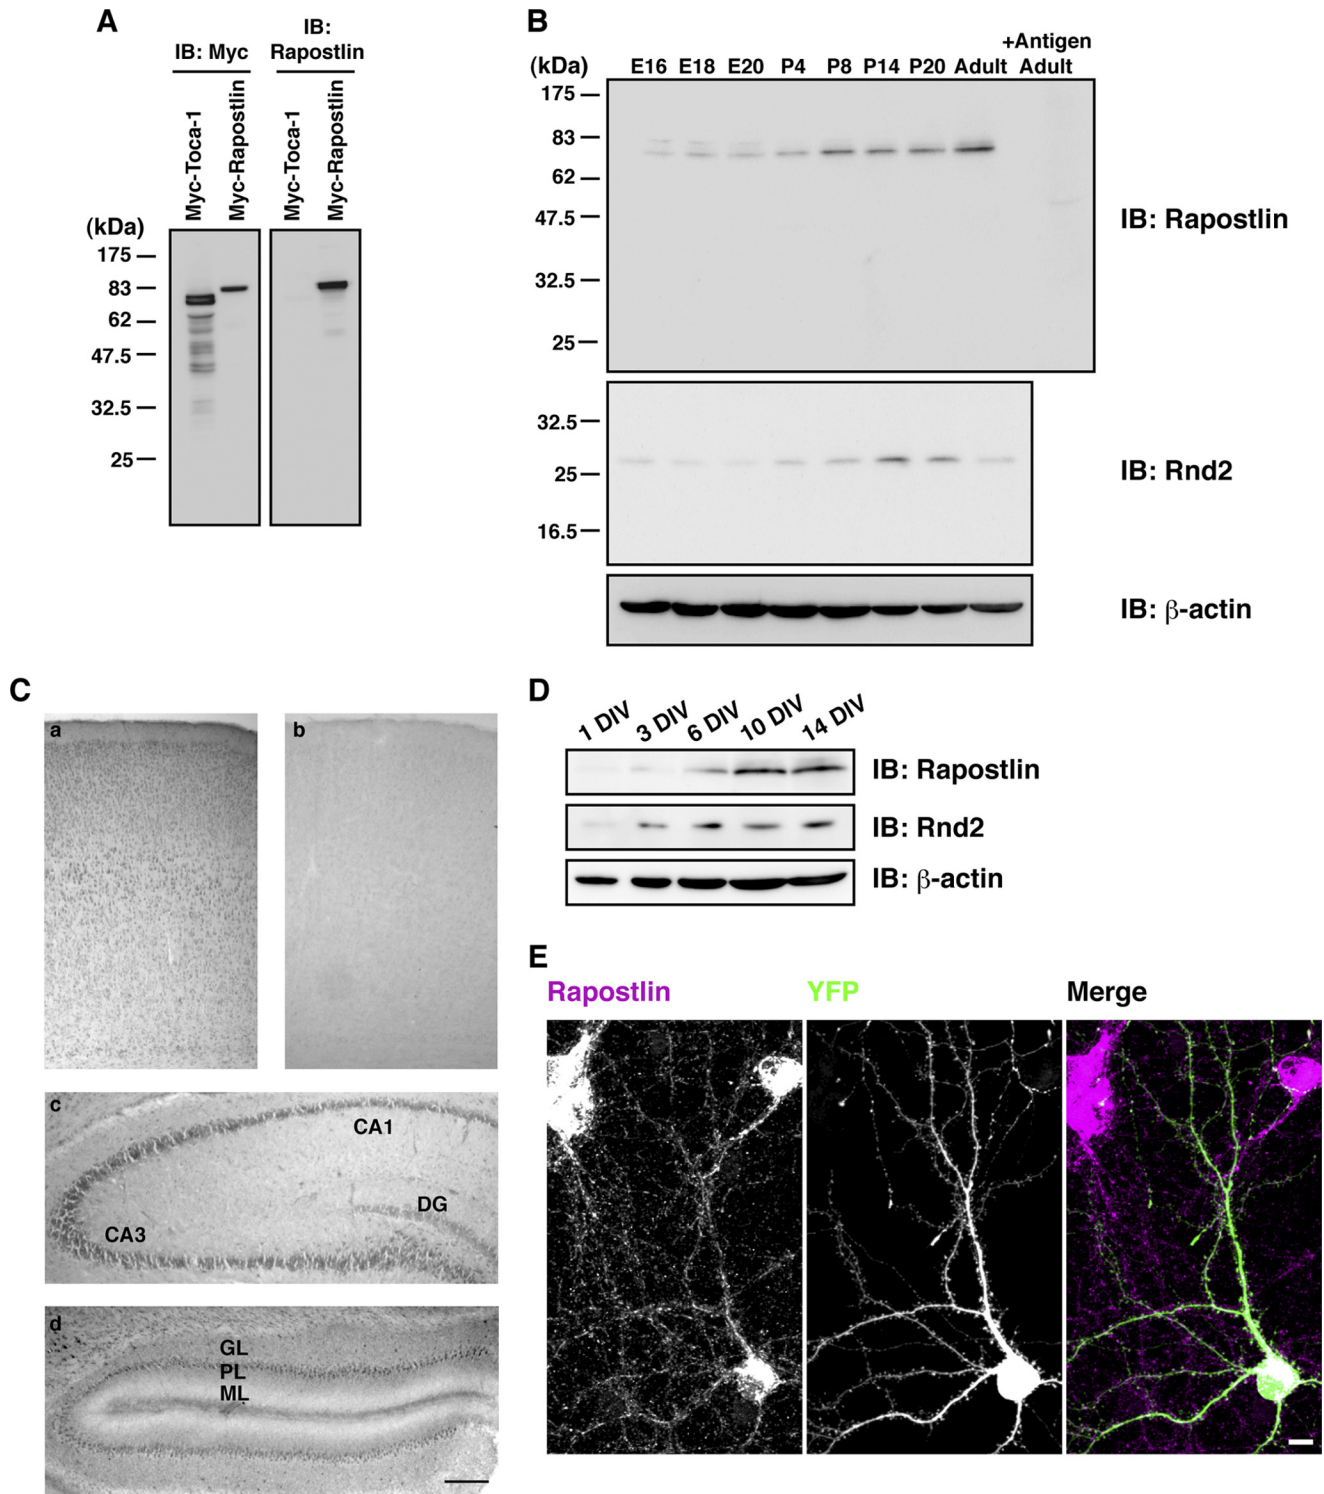 A
IB: Myc
IB:
Rapostlin
Myc-Toca-1
Myc-Rapostlin
Myc-Toca-1
Myc-Rapostlin
(kDa)
175
83
62
47.5
32.5
25
B
+Antigen
(kDa) E16 E18 E20 P4 P8 P14 P20 Adult Adult
175
83
62
47.5
32.5
25
IB: Rapostlin
32.5
25
16.5
IB: Rnd2
IB: β-actin
C
a
b
c
CA1
DG
CA3
d
GL
PL
ML
D
1 DIV 3 DIV 6 DIV 10 DIV 14 DIV
IB: Rapostlin
IB: Rnd2
IB: β-actin
E
Rapostlin YFP Merge